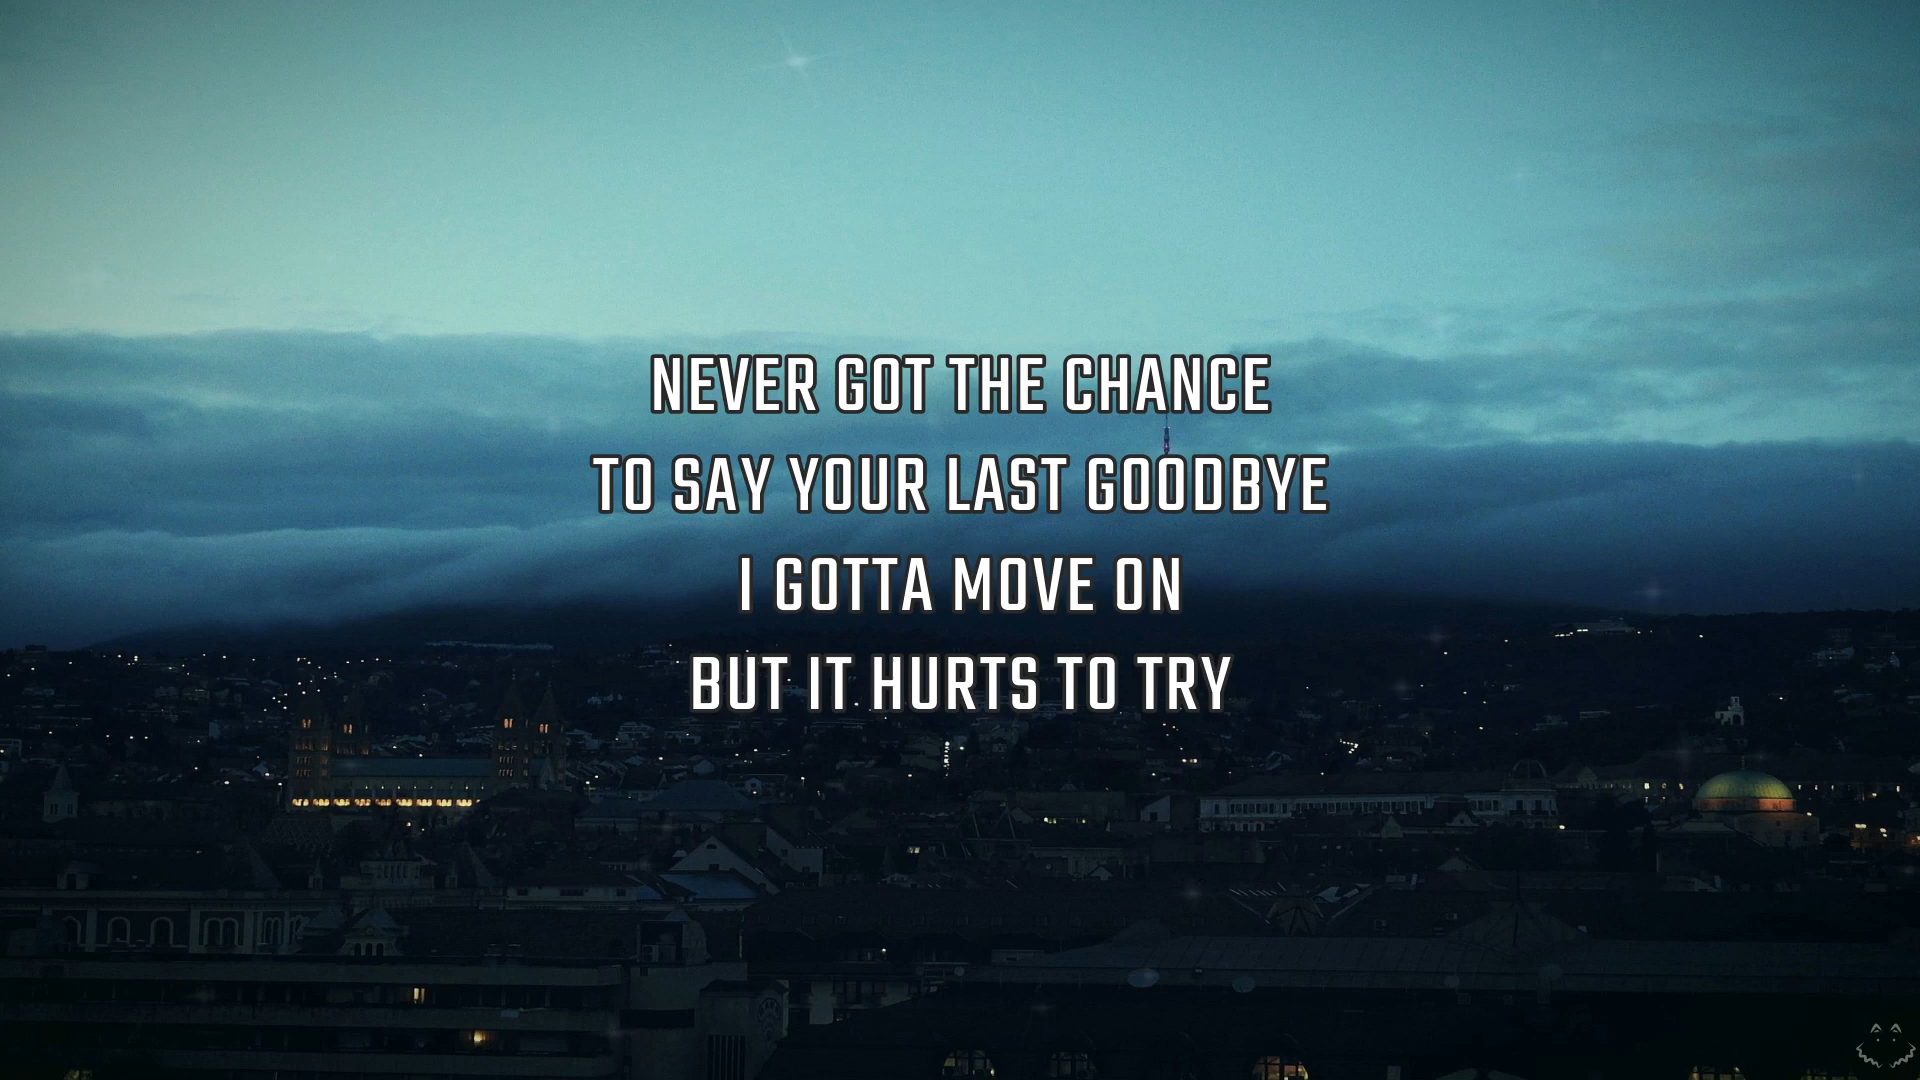 NEVER GOT THE CHANCE
TO SAY YOUR LAST GOODBYE
I GOTTA MOVE ON
BUT IT HURTS TO TRY